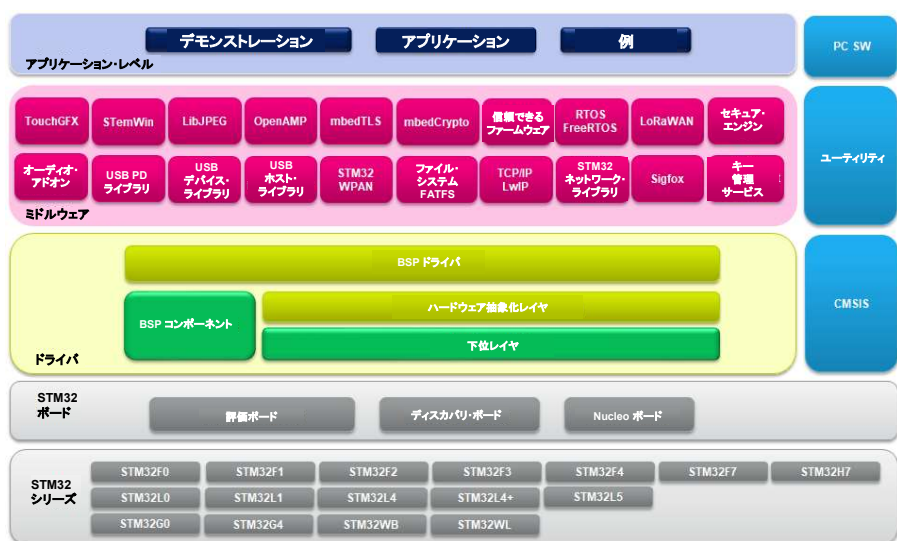 デモンストレーション
アプリケーション
例
アプリケーション・レベル
PC SW
TouchGFX
STemWin
LibJPEG
OpenAMP
mbedTLS
mbedCrypto
信頼できる
ファームウェア
RTOS
FreeRTOS
LoRaWAN
セキュア・
エンジン
オーディオ・
アドオン
USB PD
ライブラリ
USB
デバイス・
ライブラリ
USB
ホスト・
ライブラリ
STM32
WPAN
ファイル・
システム
FATFS
TCP/IP
LwIP
STM32
ネットワーク・
ライブラリ
Sigfox
キー
管理
サービス
ミドルウェア
ユーティリティ
BSP ドライバ
BSP コンポーネント
ハードウェア抽象化レイヤ
下位レイヤ
ドライバ
CMSIS
STM32
ボード
評価ボード
ディスカバリ・ボード
Nucleo ボード
STM32
シリーズ
STM32F0
STM32F1
STM32F2
STM32F3
STM32F4
STM32F7
STM32H7
STM32L0
STM32L1
STM32L4
STM32L4+
STM32L5
STM32G0
STM32G4
STM32WB
STM32WL